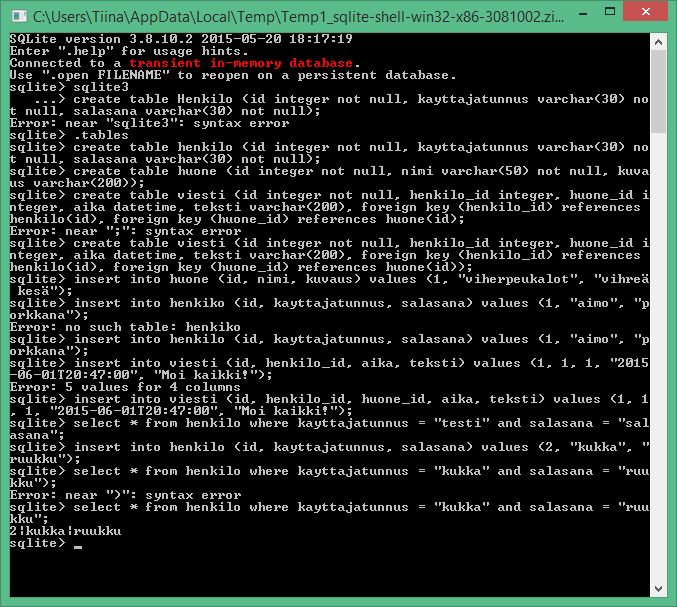 C:\Users\Tiina\AppData\Local\Temp\Temp1_sqlite-shell-win32-x86-3081002.zi...
SQLite version 3.8.10.2 2015-05-20 18:17:19
Enter ".help" for usage hints.
Connected to a transient in-memory database.
Use ".open FILENAME" to reopen on a persistent database.
sqlite> sqlite3
   ...> create table Henkilo (id integer not null, kayttajatunnus varchar(30) no
t null, salasana varchar(30) not null);
Error: near "sqlite3": syntax error
sqlite> .tables
sqlite> create table henkilo (id integer not null, kayttajatunnus varchar(30) no
t null, salasana varchar(30) not null);
sqlite> create table huone (id integer not null, nimi varchar(50) not null, kuva
us varchar(200));
sqlite> create table viesti (id integer not null, henkilo_id integer, huone_id i
nteger, aika datetime, teksti varchar(200), foreign key (henkilo_id) references
henkilo(id), foreign key (huone_id) references huone(id);
Error: near ";": syntax error
sqlite> create table viesti (id integer not null, henkilo_id integer, huone_id i
nteger, aika datetime, teksti varchar(200), foreign key (henkilo_id) references
henkilo(id), foreign key (huone_id) references huone(id));
sqlite> insert into huone (id, nimi, kuvaus) values (1, "viherpeukalot", "vihreä
 kesä");
sqlite> insert into henkiko (id, kayttajatunnus, salasana) values (1, "aimo", "p
orkkana");
Error: no such table: henkiko
sqlite> insert into henkilo (id, kayttajatunnus, salasana) values (1, "aimo", "p
orkkana");
sqlite> insert into viesti (id, henkilo_id, aika, teksti) values (1, 1, 1, "2015
-06-01T20:47:00", "Moi kaikki!");
Error: 5 values for 4 columns
sqlite> insert into viesti (id, henkilo_id, huone_id, aika, teksti) values (1, 1
, 1, "2015-06-01T20:47:00", "Moi kaikki!");
sqlite> select * from henkilo where kayttajatunnus = "testi" and salasana = "sal
asana";
sqlite> insert into henkilo (id, kayttajatunnus, salasana) values (2, "kukka", "
ruukku");
sqlite> select * from henkilo where kayttajatunnus = "kukka" and salasana = "ruu
kku");
Error: near ")": syntax error
sqlite> select * from henkilo where kayttajatunnus = "kukka" and salasana = "ruu
kku";
2|kukka|ruukku
sqlite> _